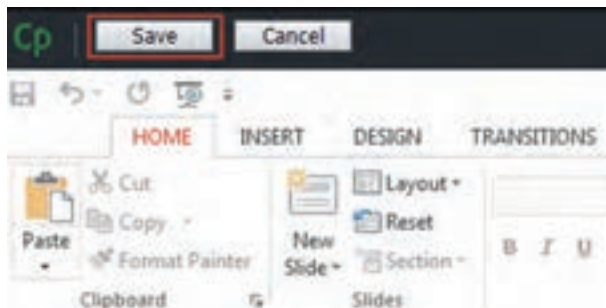 Cp Save Cancel
HOME INSERT DESIGN TRANSITIONS
Cut Layout
Copy Reset
Paste Format Painter New Slide Section B I U
Clipboard Slides